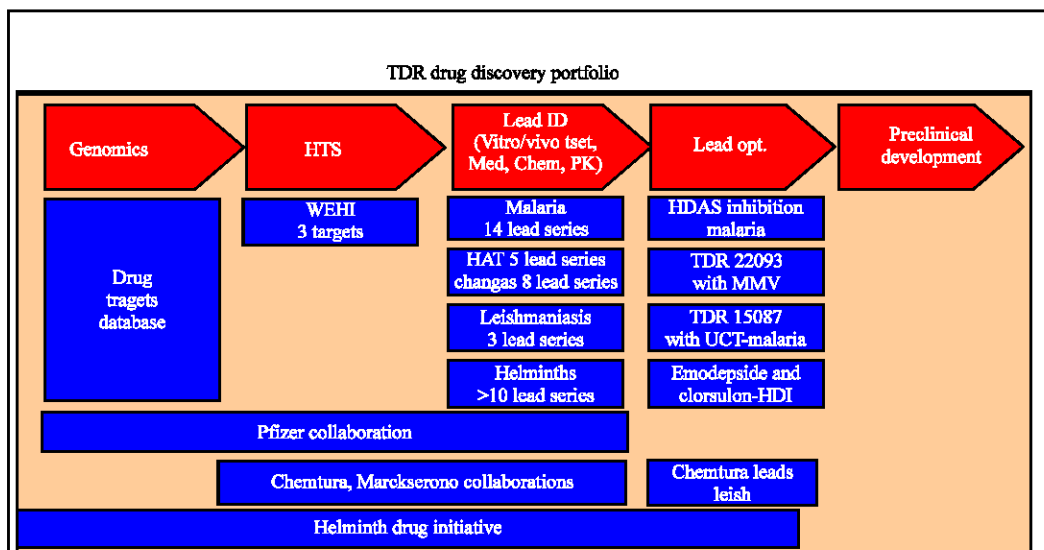 TDR drug discovery portfolio
Genomics
HTS
Lead ID
(Vitro/vivo tset,
Med, Chem, PK)
Lead opt.
Preclinical
development
Drug
tragets
database
WEHI
3 targets
Malaria
14 lead series
HAT 5 lead series
changas 8 lead series
Leishmaniasis
3 lead series
Helminths
>10 lead series
HDAS inhibition
malaria
TDR 22093
with MMV
TDR 15087
with UCT-malaria
Emodepside and
clorsulon-HDI
Pfizer collaboration
Chemtura, Marckserono collaborations
Chemtura leads
leish
Helminth drug initiative